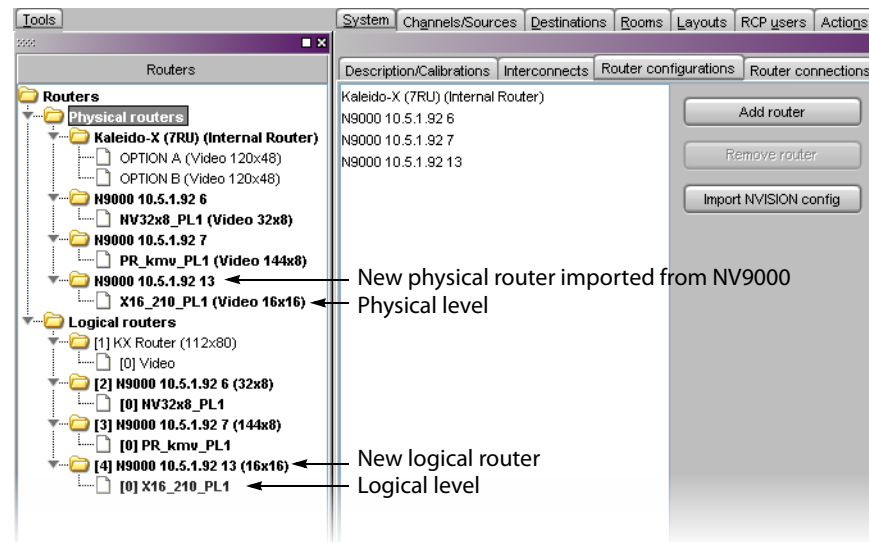 Tools
Routers
Routers
Physical routers
Kaleido-X (7RU) (Internal Router)
OPTION A (Video 120x48)
OPTION B (Video 120x48)
N9000 10.5.1.92 6
NV32x8_PL1 (Video 32x8)
N9000 10.5.1.92 7
PR_kmv_PL1 (Video 144x8)
N9000 10.5.1.92 13
X16_210_PL1 (Video 16x16)
Logical routers
[1] KX Router (112x80)
[0] Video
[2] N9000 10.5.1.92 6 (32x8)
[0] NV32x8_PL1
[3] N9000 10.5.1.92 7 (144x8)
[0] PR_kmv_PL1
[4] N9000 10.5.1.92 13 (16x16)
[0] X16_210_PL1
System Channels/Sources Destinations Rooms Layouts RCP users Actions
Description/Calibrations Interconnects Router configurations Router connections
Kaleido-X (7RU) (Internal Router)
N9000 10.5.1.92 6
N9000 10.5.1.92 7
N9000 10.5.1.92 13
Add router
Remove router
Import NVISION config
New physical router imported from NV9000
Physical level
New logical router
Logical level